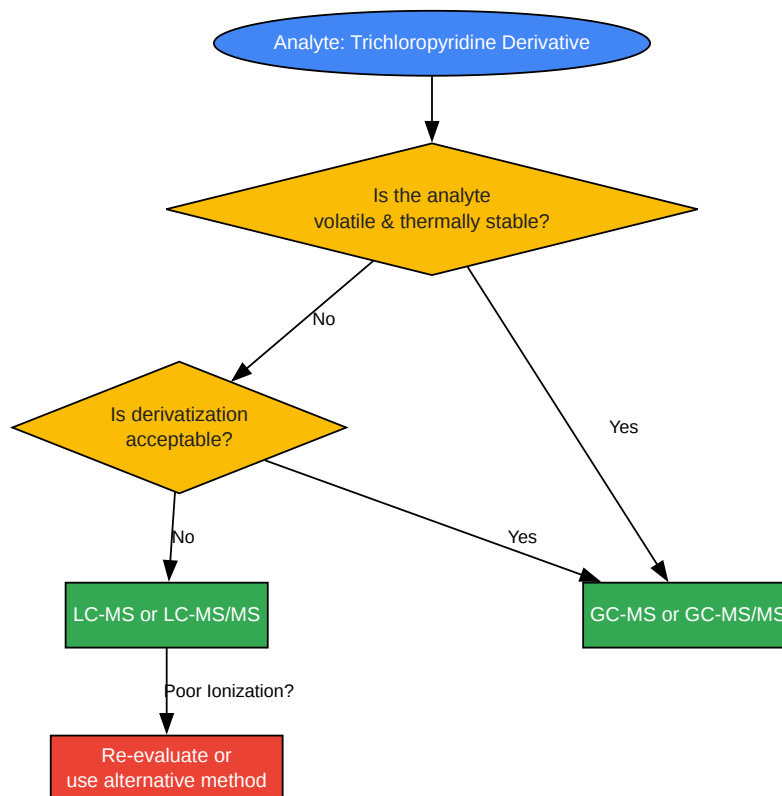 Analyte: Trichloropyridine Derivative
Is the analyte
volatile & thermally stable?
No
Is derivatization
acceptable?
Yes
No
Yes
LC-MS or LC-MS/MS
GC-MS or GC-MS/MS
Poor Ionization?
Re-evaluate or
use alternative method